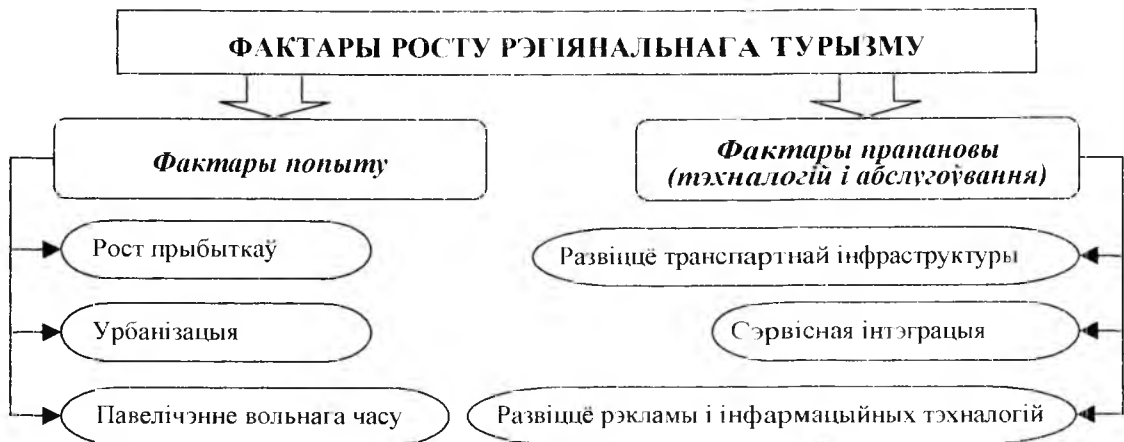 ФАКТАРЫ РОСТУ РЭГІЯНАЛЬНАГА ТУРЫЗМУ
Фактары попыту
Рост прыбыткаў
Урбанізацыя
Павелічэнне вольнага часу
Фактары прапановы
(тэхналогій і абслугоўвання)
Развіццё транспартнай інфраструктуры
Сэрвісная інтэграцыя
Развіццё рэкламы і інфармацыйных тэхналогій